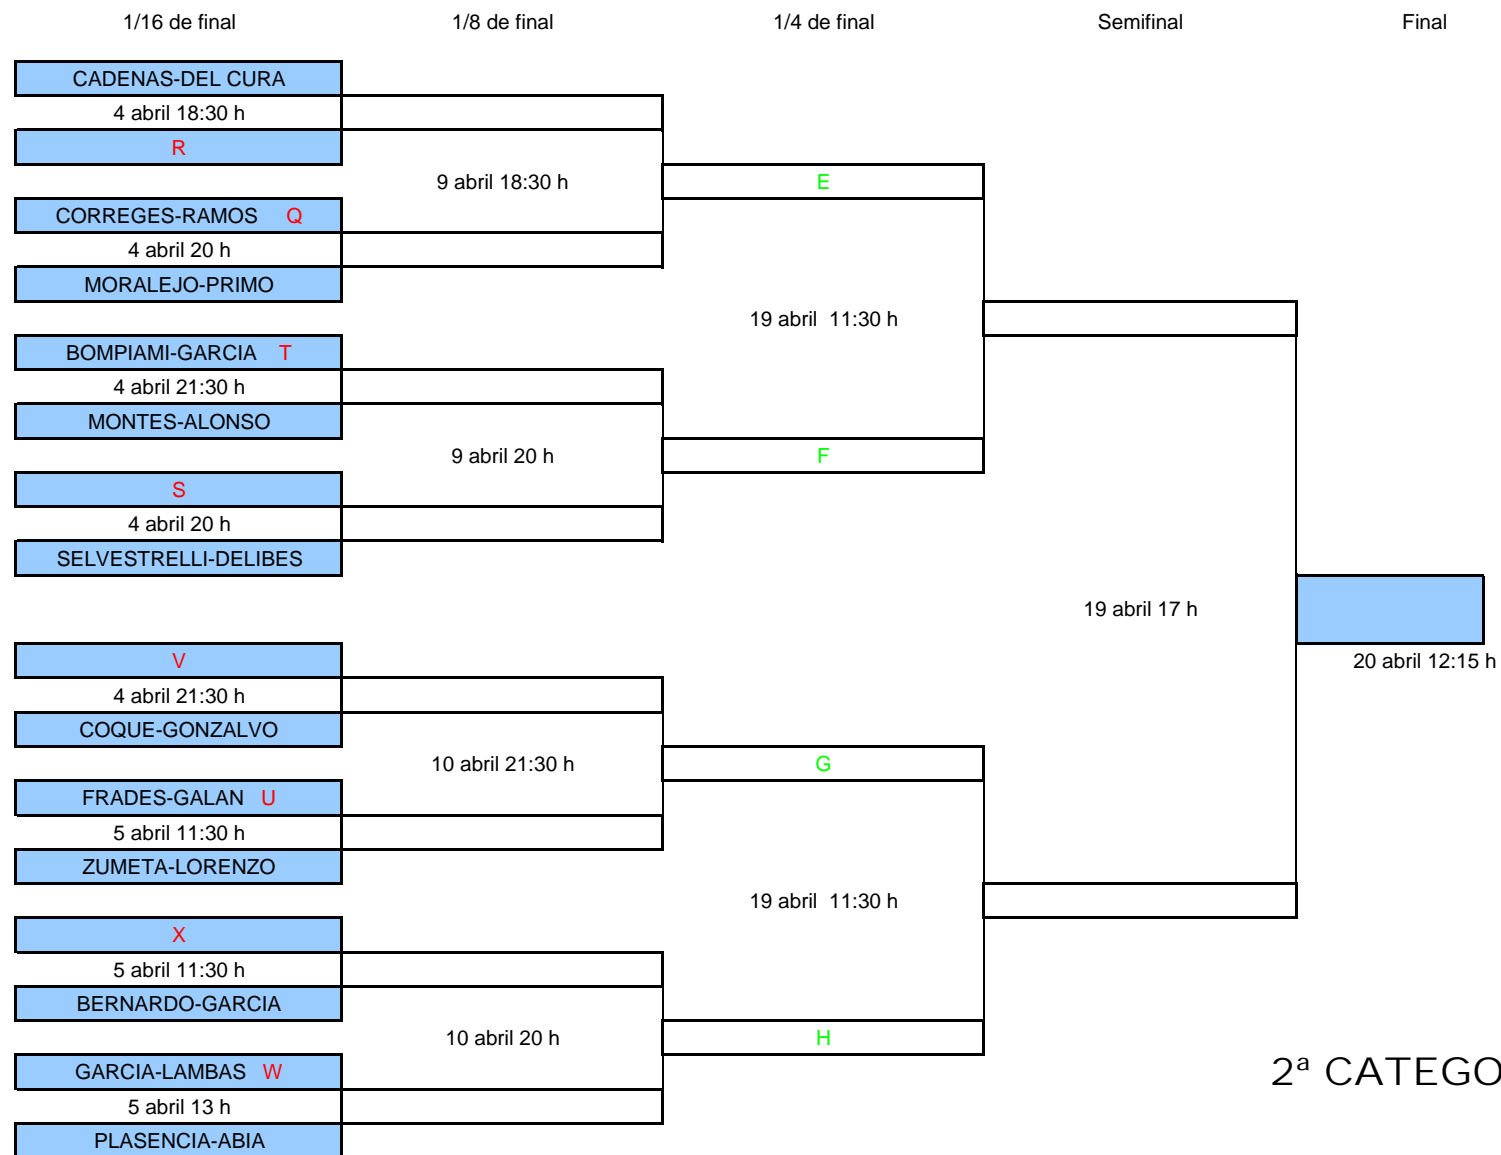 1/16 de final 1/8 de final 1/4 de final Semifinal Final
CADENAS-DEL CURA
4 abril 18:30 h
R
9 abril 18:30 h E
CORREGES-RAMOS Q
4 abril 20 h
MORALEJO-PRIMO
19 abril 11:30 h
BOMPIAMI-GARCIA T
4 abril 21:30 h
MONTES-ALONSO
9 abril 20 h F
S
4 abril 20 h
SELVESTRELLI-DELIBES
19 abril 17 h
V
20 abril 12:15 h
4 abril 21:30 h
COQUE-GONZALVO
10 abril 21:30 h G
FRADES-GALAN U
5 abril 11:30 h
ZUMETA-LORENZO
19 abril 11:30 h
X
5 abril 11:30 h
BERNARDO-GARCIA
10 abril 20 h H
GARCIA-LAMBAS W
2ª CATEGO
5 abril 13 h
PLASENCIA-ABIA